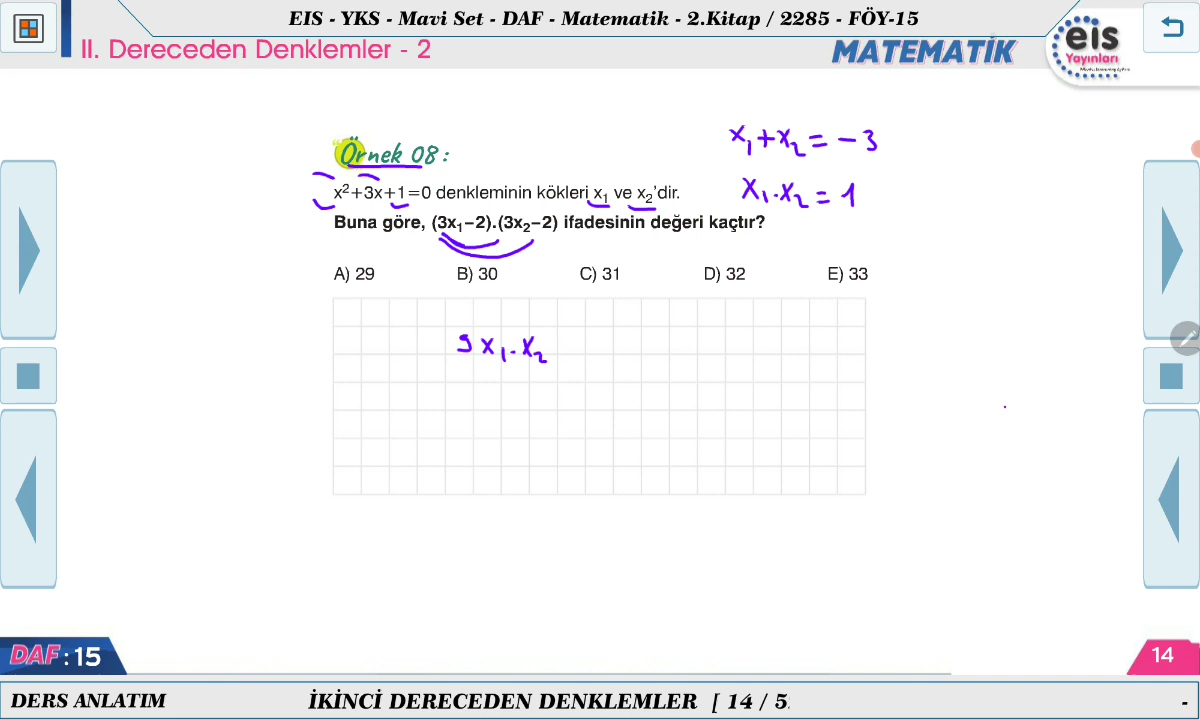 EIS - YKS - Mavi Set - DAF - Matematik - 2.Kitap / 2285 - FÖY-15
II. Dereceden Denklemler - 2
MATEMATİK
eis
Yayınları
Örnek 08:
x₁+x₂ = -3
x²+3x+1=0 denkleminin kökleri x₁ ve x₂'dir.
x₁.x₂ = 1
Buna göre, (3x₁−2).(3x₂−2) ifadesinin değeri kaçtır?
A) 29 B) 30 C) 31 D) 32 E) 33
9x₁.x₂
DAF:15
14
DERS ANLATIM İKİNCİ DERECEDEN DENKLEMLER [ 14 / 5 -